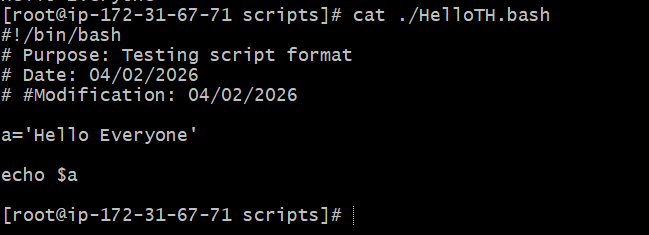 [root@ip-172-31-67-71 scripts]# cat ./HelloTH.bash
#!/bin/bash
# Purpose: Testing script format
# Date: 04/02/2026
# #Modification: 04/02/2026
a='Hello Everyone'
echo $a
[root@ip-172-31-67-71 scripts]#